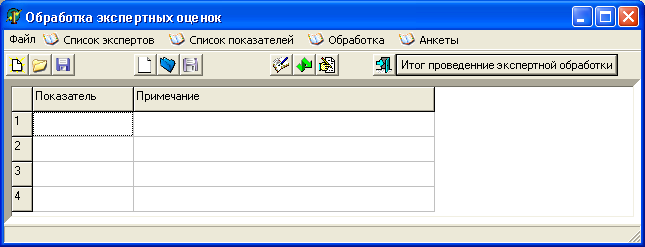 Обработка экспертных оценок
Файл Список экспертов Список показателей Обработка Анкеты
Итог проведенние экспертной обработки
Показатель Примечание
1
2
3
4